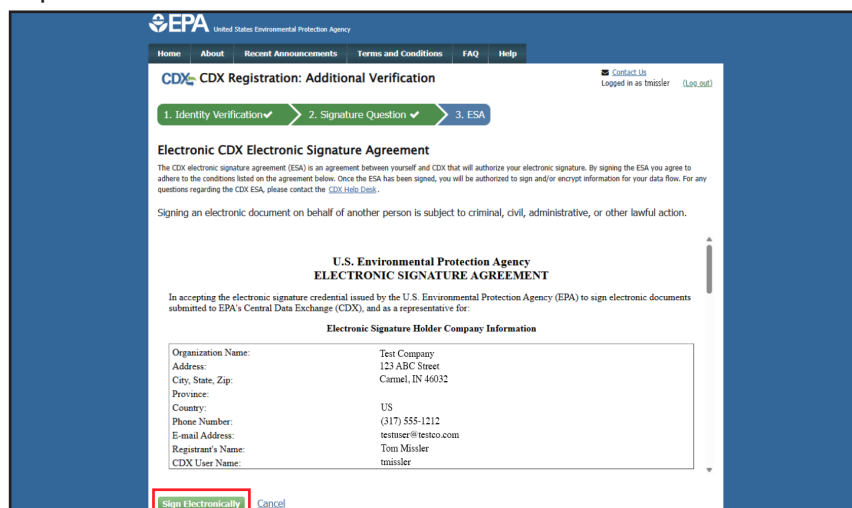 EPA United States Environmental Protection Agency
Home About Recent Announcements Terms and Conditions FAQ Help
CDX CDX Registration: Additional Verification
Contact Us
Logged in as tmissler (Log out)
1. Identity Verification✔ 2. Signature Question ✔ 3. ESA
Electronic CDX Electronic Signature Agreement
The CDX electronic signature agreement (ESA) is an agreement between yourself and CDX that will authorize your electronic signature. By signing the ESA you agree to
adhere to the conditions listed on the agreement below. Once the ESA has been signed, you will be authorized to sign and/or encrypt information for your data flow. For any
questions regarding the CDX ESA, please contact the CDX Help Desk.
Signing an electronic document on behalf of another person is subject to criminal, civil, administrative, or other lawful action.
U.S. Environmental Protection Agency
ELECTRONIC SIGNATURE AGREEMENT
In accepting the electronic signature credential issued by the U.S. Environmental Protection Agency (EPA) to sign electronic documents
submitted to EPA's Central Data Exchange (CDX), and as a representative for:
Electronic Signature Holder Company Information
Organization Name: Test Company
Address: 123 ABC Street
City, State, Zip: Carmel, IN 46032
Province:
Country: US
Phone Number: (317) 555-1212
E-mail Address: testuser@testco.com
Registrant's Name: Tom Missler
CDX User Name: tmissler
Sign Electronically Cancel